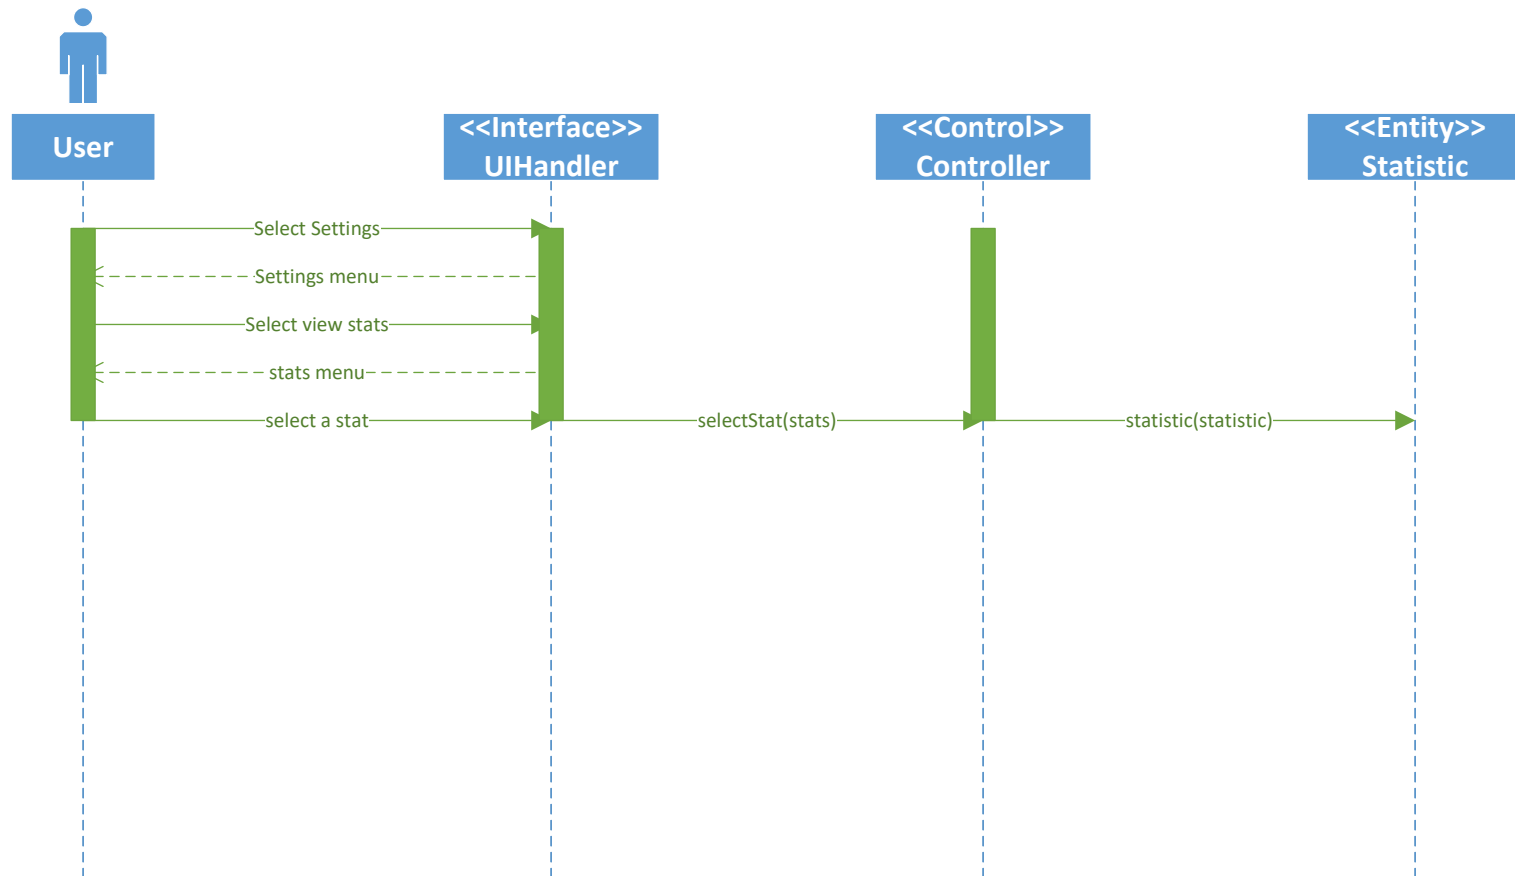 User
<<Interface>>
UIHandler
<<Control>>
Controller
<<Entity>>
Statistic
Select Settings
Settings menu
Select view stats
stats menu
select a stat
selectStat(stats)
statistic(statistic)